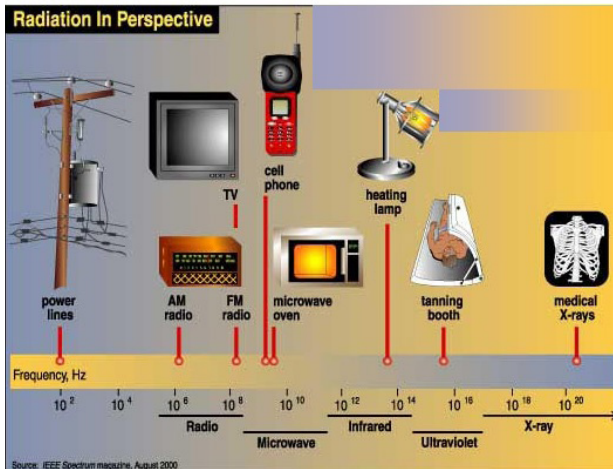 Radiation In Perspective
TV
cell
phone
heating
lamp
power
lines
AM
radio
FM
radio
microwave
oven
tanning
booth
medical
X-rays
Frequency, Hz
10 2
10 4
10 6
10 8
10 10
10 12
10 14
10 16
10 18
10 20
Radio
Microwave
Infrared
Ultraviolet
X-ray
Source: IEEE Spectrum magazine, August 2000